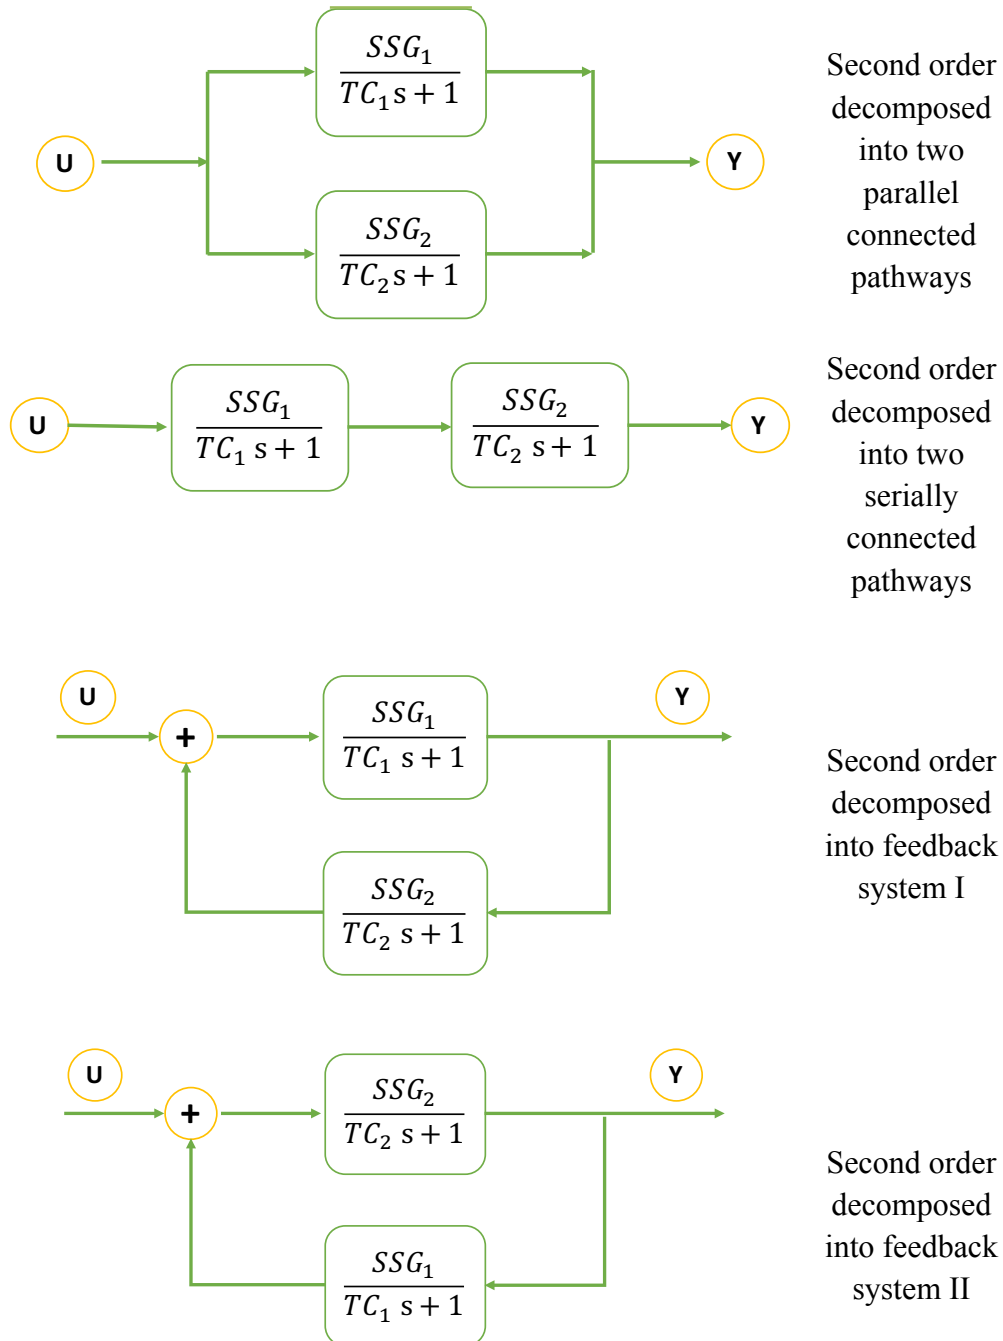 SSG₁
TC₁s + 1
U
Y
SSG₂
TC₂s + 1
Second order
decomposed
into two
parallel
connected
pathways
U
SSG₁
TC₁ s + 1
SSG₂
TC₂ s + 1
Y
Second order
decomposed
into two
serially
connected
pathways
U
+
SSG₁
TC₁ s + 1
Y
SSG₂
TC₂ s + 1
Second order
decomposed
into feedback
system I
U
+
SSG₂
TC₂ s + 1
Y
SSG₁
TC₁ s + 1
Second order
decomposed
into feedback
system II